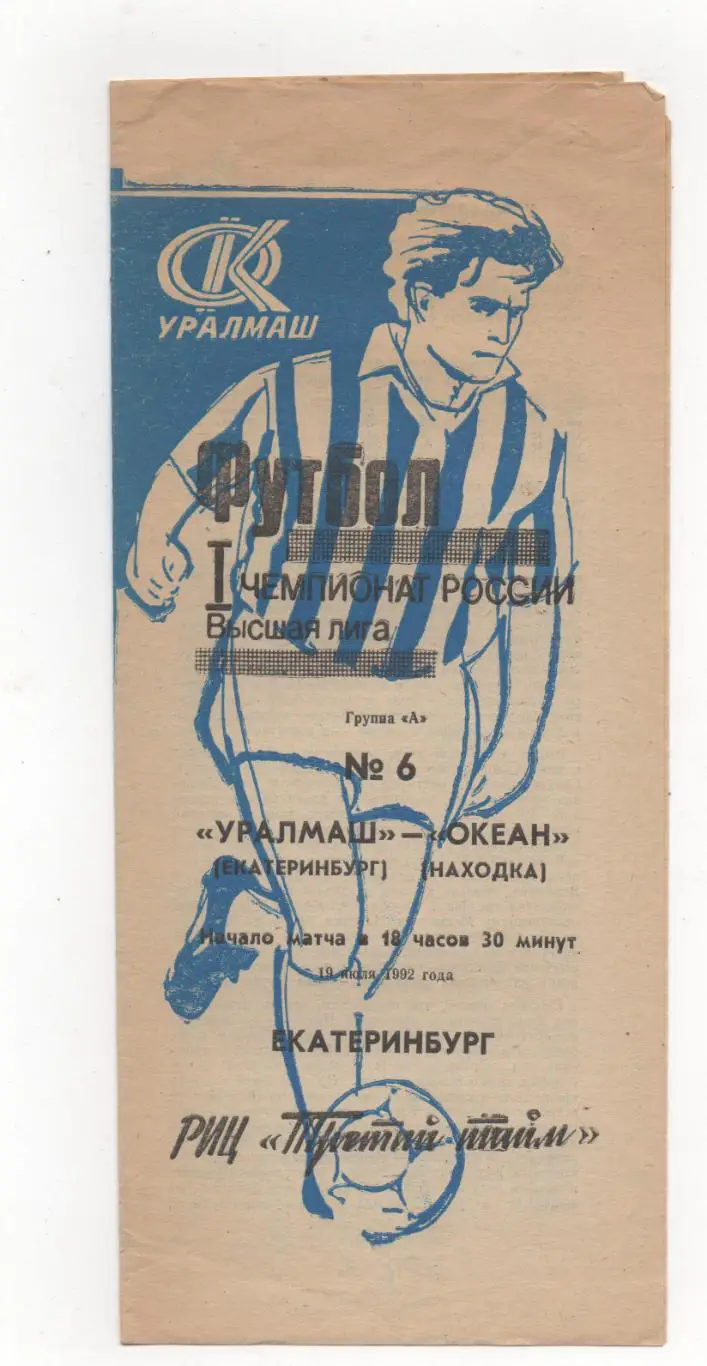 ФК
УРАЛМАШ
Футбол
I ЧЕМПИОНАТ РОССИИ
Высшая лига
Группа «А»
№ 6
«УРАЛМАШ» — «ОКЕАН»
(ЕКАТЕРИНБУРГ) (НАХОДКА)
Начало матча в 18 часов 30 минут
19 июля 1992 года
ЕКАТЕРИНБУРГ
РИЦ «Третий тайм»